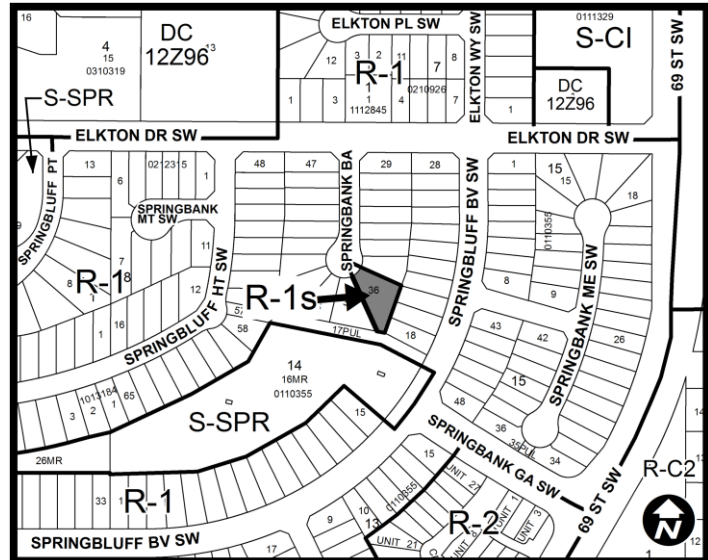 16
4
15
0310319
DC
12Z96
13
ELKTON PL SW
12
3
2
11
7
8
R-1
1
3
1
4
0210926
7
1112845
ELKTON WY SW
0111329
S-CI
DC
12Z96
1
69 ST SW
S-SPR
ELKTON DR SW
ELKTON DR SW
SPRINGBLUFF PT
13
6
0212315
1
48
47
SPRINGBANK BA
29
28
1
15
15
18
SPRINGBANK
MT SW
SPRINGBLUFF BV SW
0110355
9
7
18
11
R-1
8
SPRINGBLUFF HT SW
12
R-1s
36
8
9
SPRINGBANK ME SW
1
16
57
58
17PUL
18
43
42
26
SPRINGBLUFF
14
16MR
0110355
15
1013184
3
2
1
65
S-SPR
15
48
36
35PUL
34
26MR
SPRINGBANK GA SW
R-C2
33
1
R-1
15
UNIT 27
14
0110355
10
9
13
UNIT 1
UNIT 3
R-2
69 ST SW
SPRINGBLUFF BV SW
17
UNIT 21
UNIT 8
12
N